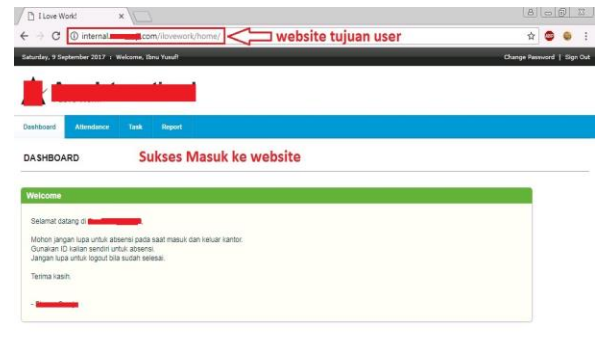 I Love Work!
internal. .com/ilovework/home/
website tujuan user
Saturday, 9 September 2017 | Welcome, Ibnu Yusuf!
Change Password | Sign Out
Dashboard Attendance Task Report
DASHBOARD
Sukses Masuk ke website
Welcome
Selamat datang di
Mohon jangan lupa untuk absensi pada saat masuk dan keluar kantor.
Gunakan ID kalian sendiri untuk absensi.
Jangan lupa untuk logout bila sudah selesai.
Terima kasih.
-